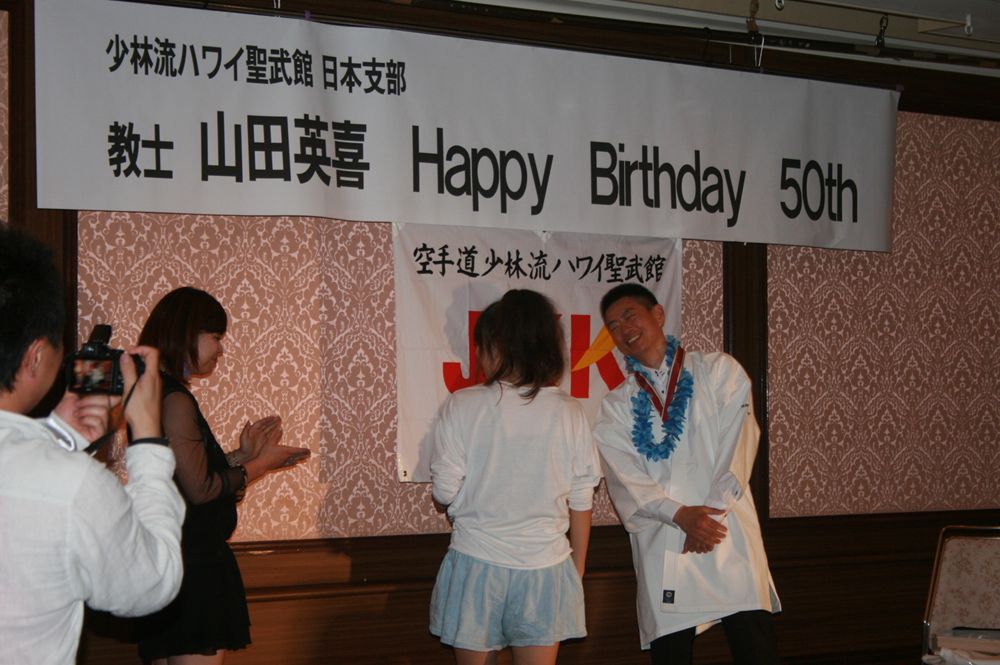 少林流ハワイ聖武館 日本支部
教士 山田英喜 Happy Birthday 50th
空手道少林流ハワイ聖武館